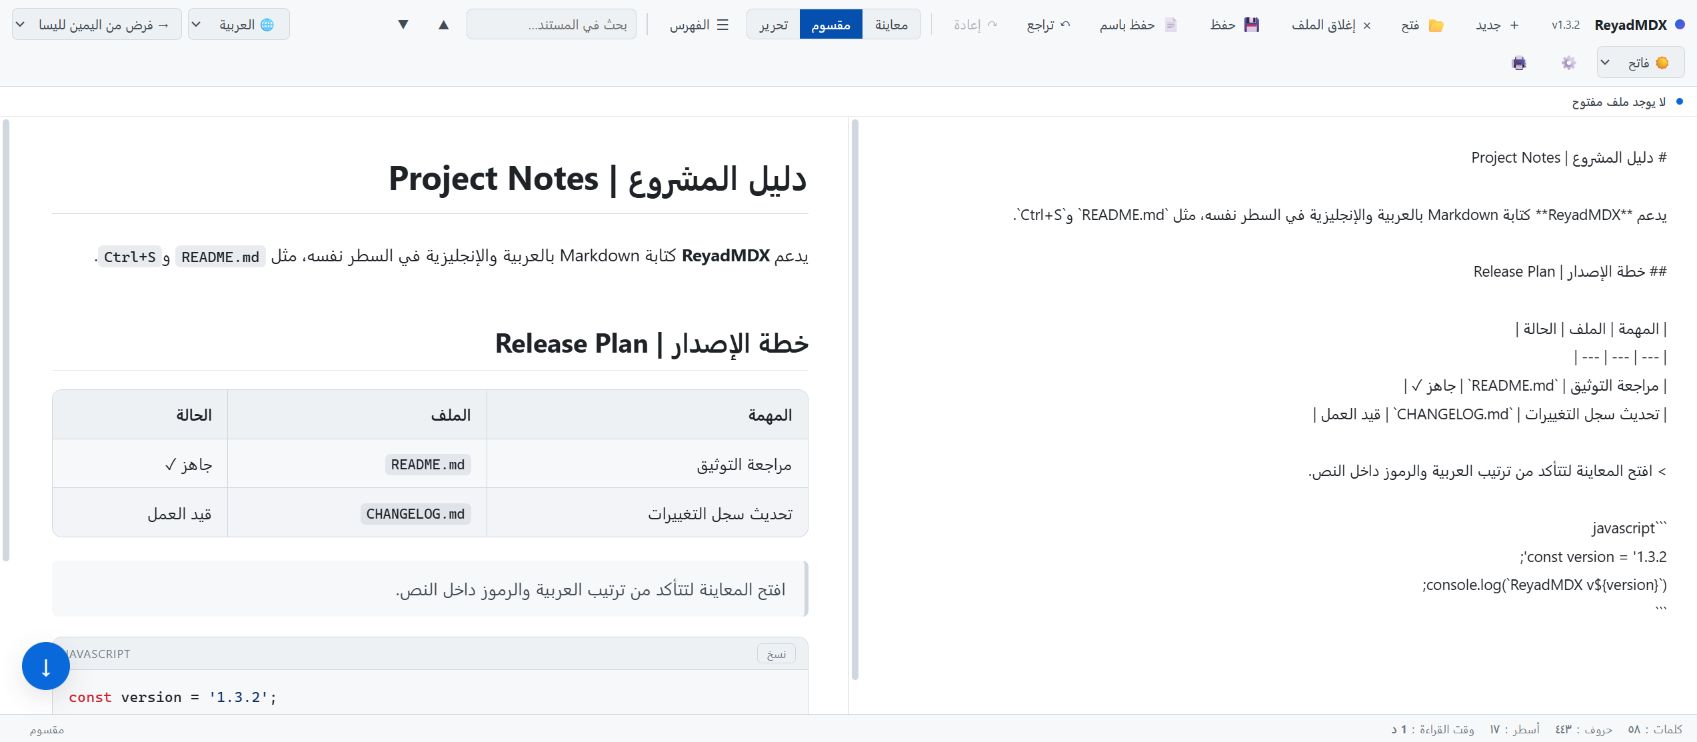 ReyadMDX v1.3.2 + جديد 📂 فتح × إغلاق الملف 💾 حفظ 📄 حفظ باسم ↶ تراجع ↷ إعادة معاينة مقسوم تحرير ☰ الفهرس بحث في المستند... ▲ ▼ 🌐 العربية → فرض من اليمين لليسا
فاتح
لا يوجد ملف مفتوح
# دليل المشروع | Project Notes
يدعم **ReyadMDX** كتابة Markdown بالعربية والإنجليزية في السطر نفسه، مثل `README.md` و`Ctrl+S`.
## خطة الإصدار | Release Plan
| المهمة | الملف | الحالة |
| --- | --- | --- |
| مراجعة التوثيق | `README.md` | جاهز ✓ |
| تحديث سجل التغييرات | `CHANGELOG.md` | قيد العمل |
> افتح المعاينة لتتأكد من ترتيب العربية والرموز داخل النص.
```javascript
const version = '1.3.2';
console.log(`ReyadMDX v${version}`);
```
دليل المشروع | Project Notes
يدعم ReyadMDX كتابة Markdown بالعربية والإنجليزية في السطر نفسه، مثل README.md و Ctrl+S.
خطة الإصدار | Release Plan
المهمة الملف الحالة
مراجعة التوثيق README.md جاهز ✓
تحديث سجل التغييرات CHANGELOG.md قيد العمل
افتح المعاينة لتتأكد من ترتيب العربية والرموز داخل النص.
نسخ JAVASCRIPT
const version = '1.3.2';
كلمات : ٥٨ حروف : ٤٤٣ أسطر : ١٧ وقت القراءة : 1 د مقسوم